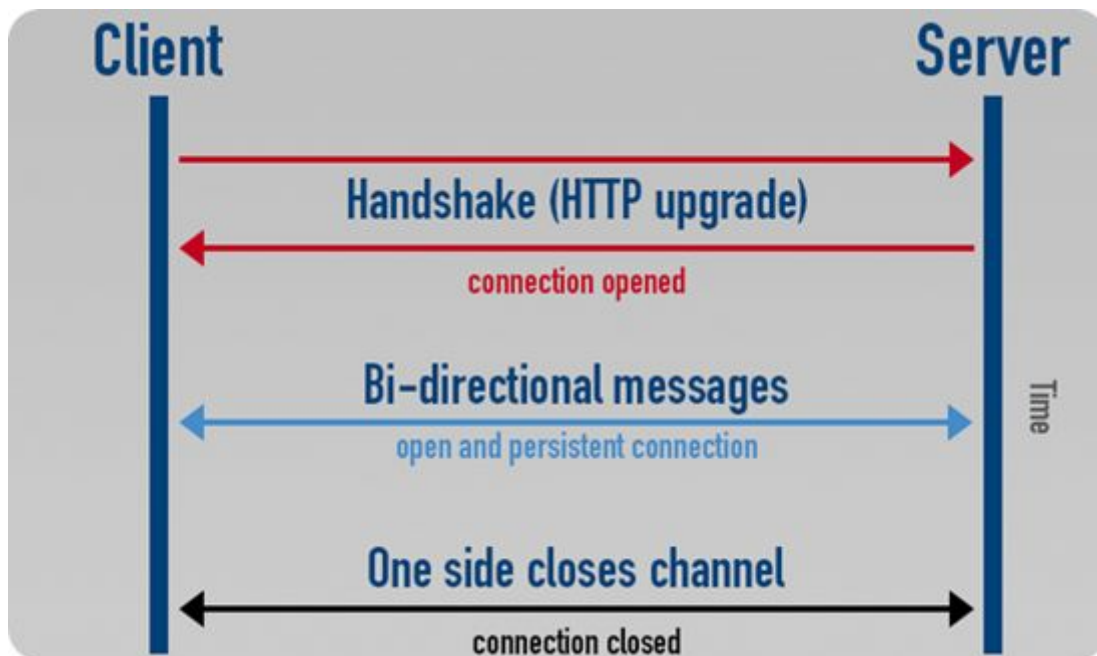 Client
Server
Handshake (HTTP upgrade)
connection opened
Bi-directional messages
open and persistent connection
Time
One side closes channel
connection closed